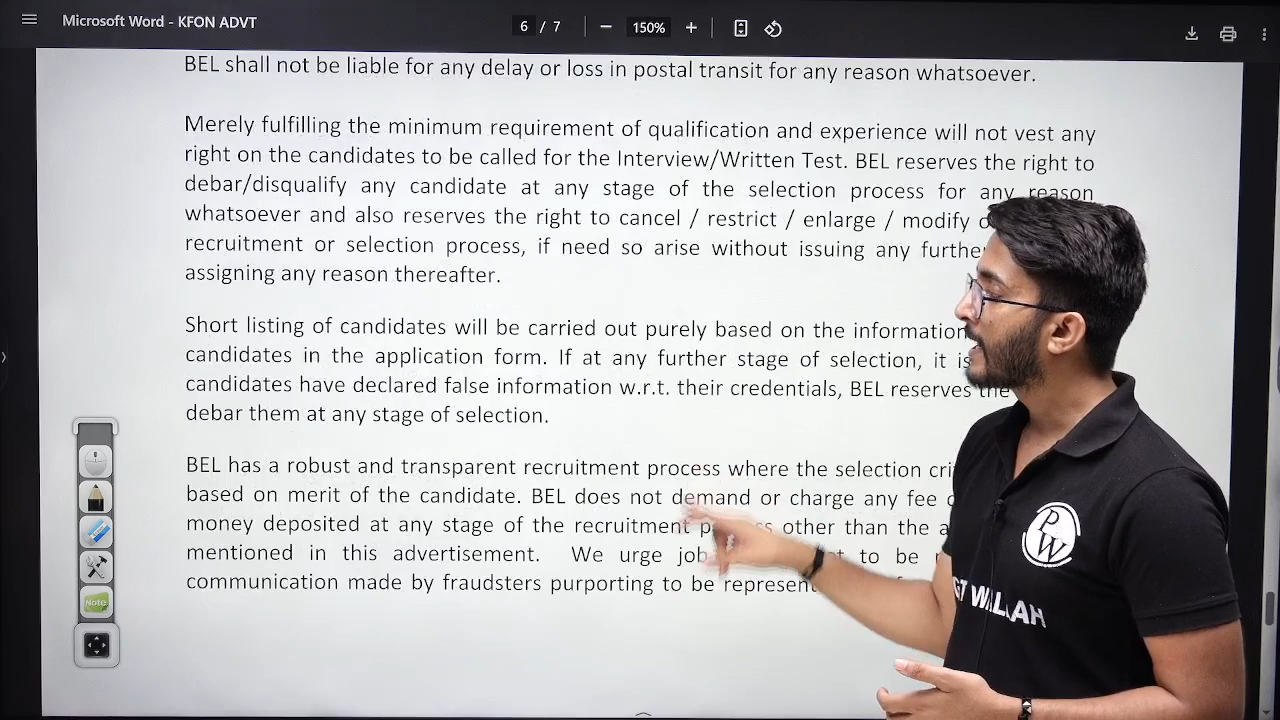 Microsoft Word - KFON ADVT
6 / 7
150%
BEL shall not be liable for any delay or loss in postal transit for any reason whatsoever.
Merely fulfilling the minimum requirement of qualification and experience will not vest any
right on the candidates to be called for the Interview/Written Test. BEL reserves the right to
debar/disqualify any candidate at any stage of the selection process for any reason
whatsoever and also reserves the right to cancel / restrict / enlarge / modify
recruitment or selection process, if need so arise without issuing any
assigning any reason thereafter.
Short listing of candidates will be carried out purely based on the information
candidates in the application form. If at any further stage of selection, it is
candidates have declared false information w.r.t. their credentials, BEL reserves the
debar them at any stage of selection.
BEL has a robust and transparent recruitment process where the selection
based on merit of the candidate. BEL does not demand or charge any fee
money deposited at any stage of the recruitment other than the
mentioned in this advertisement. We urge job to be
communication made by fraudsters purporting to be
Note
PW